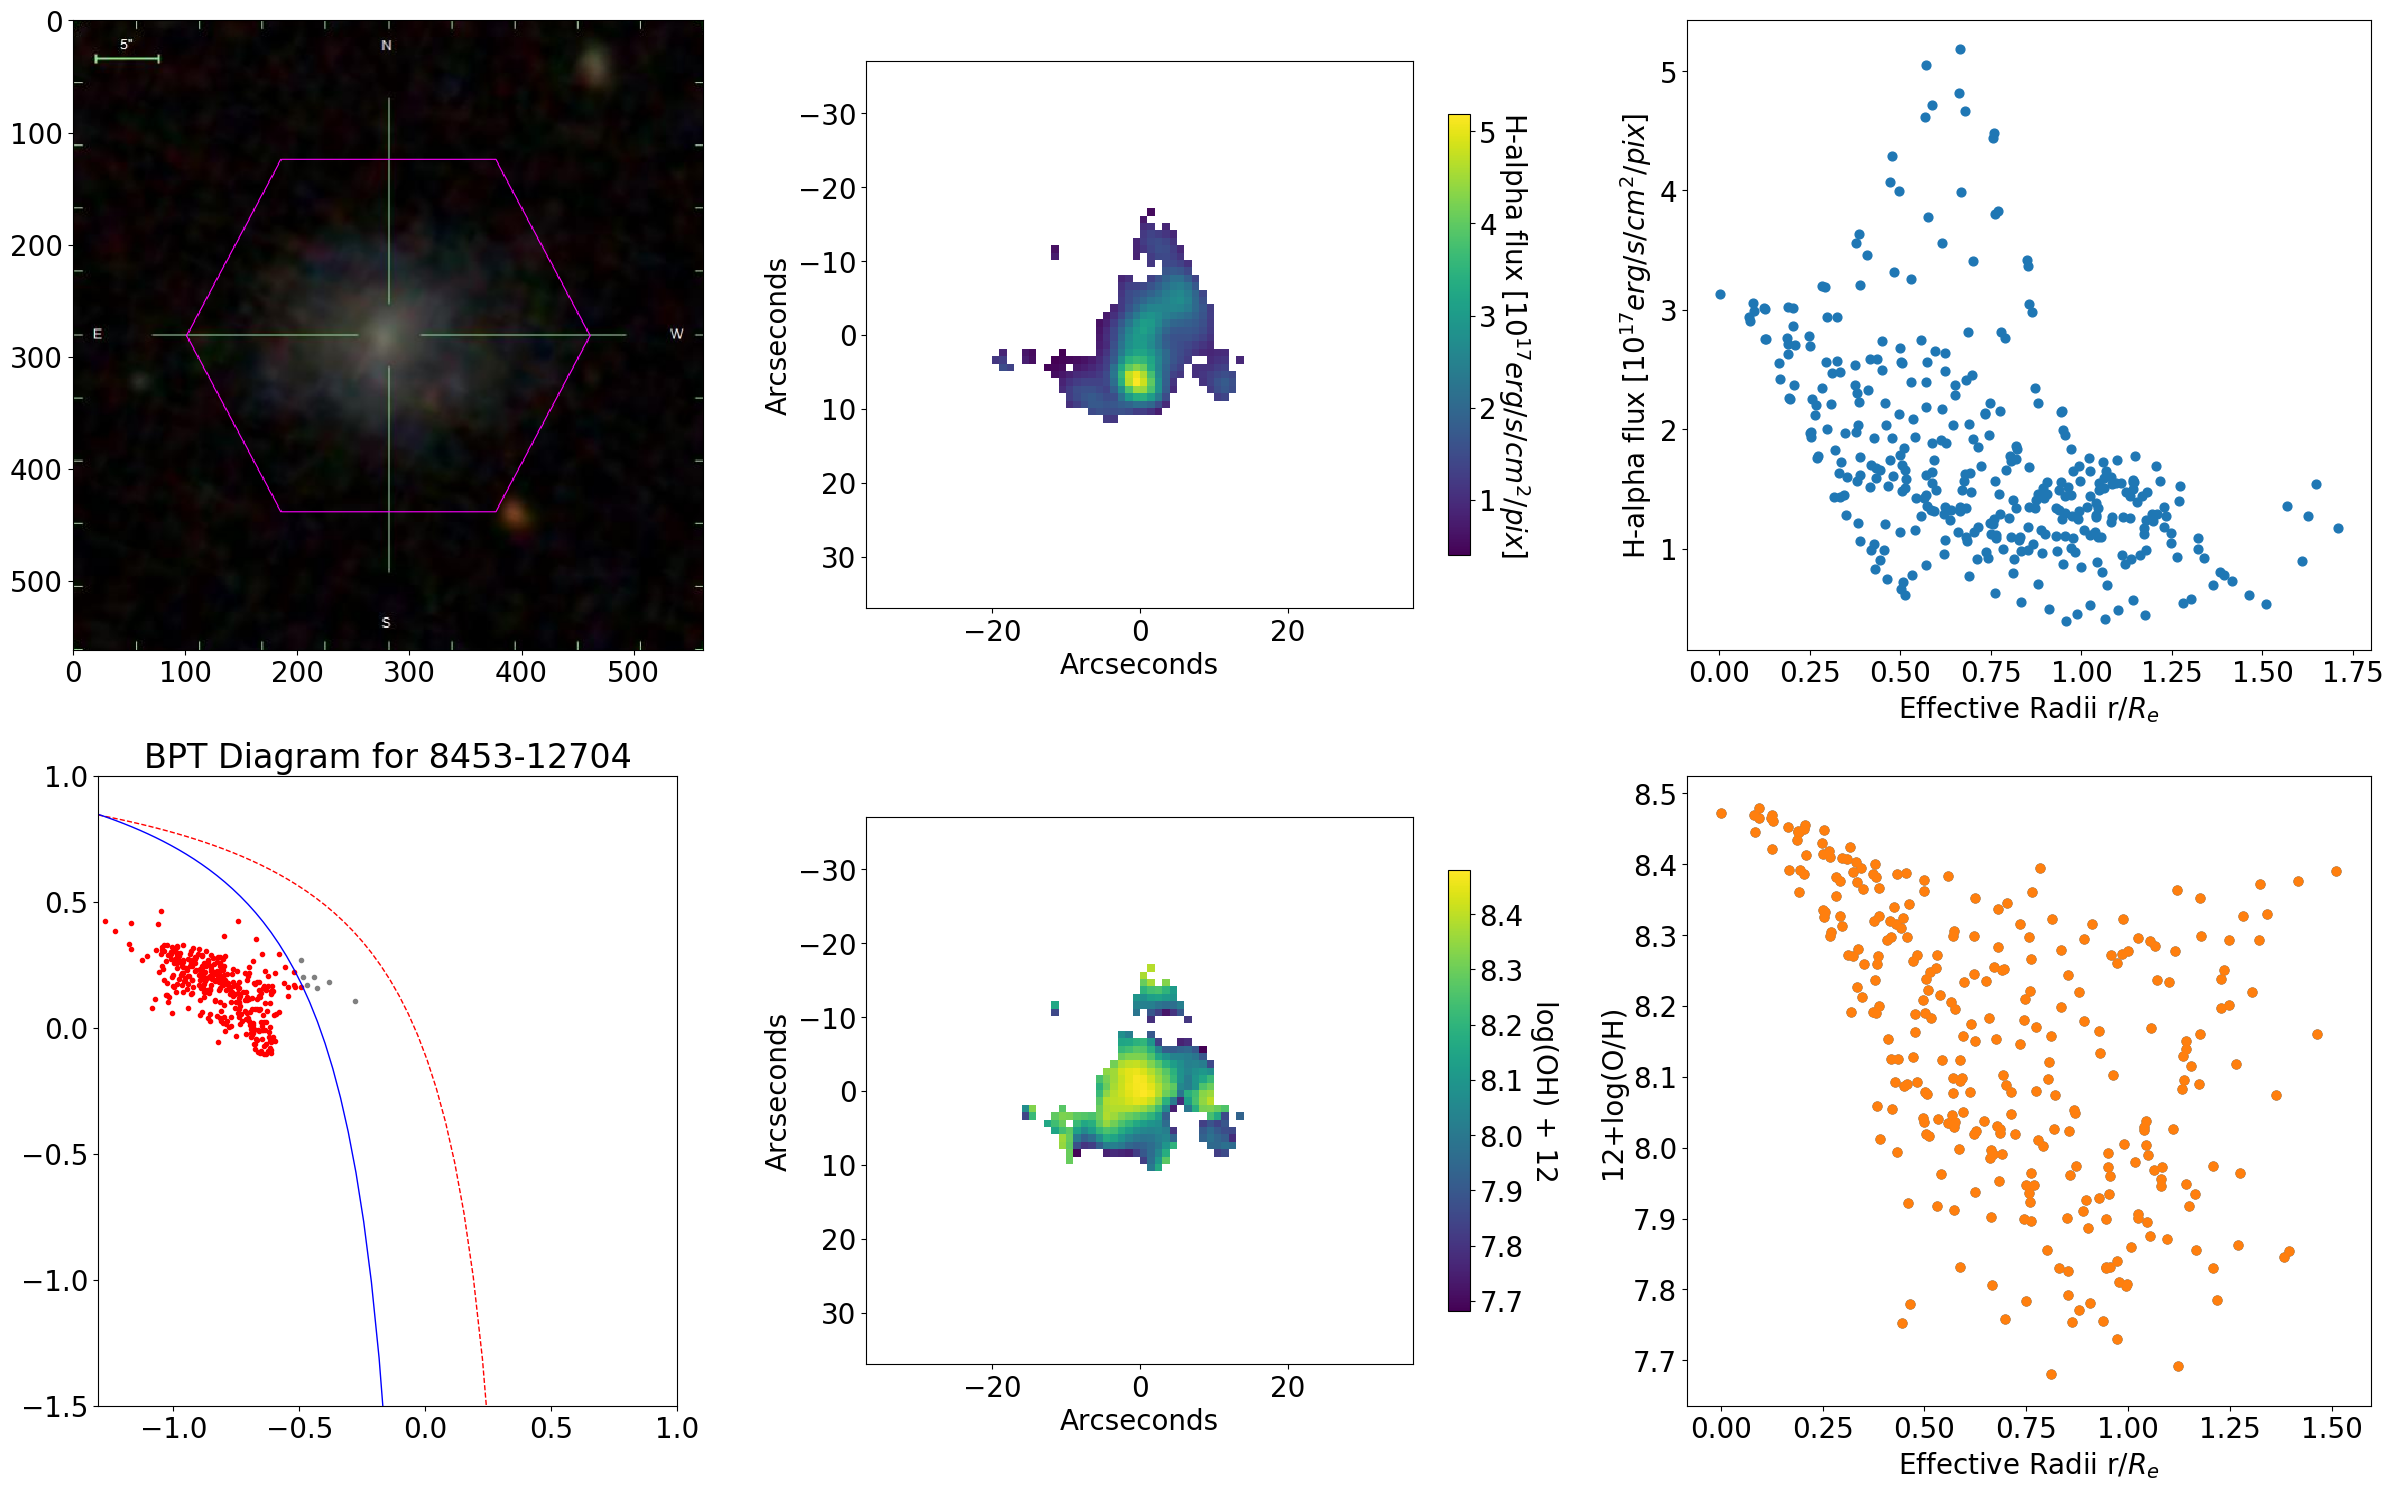 0
100
200
300
400
500
0 100 200 300 400 500
5"
N
E
W
S
Arcseconds
−30
−20
−10
0
10
20
30
−20 0 20
Arcseconds
5
4
3
2
1
H-alpha flux [10^17 erg/s/cm^2/pix]
H-alpha flux [10^17 erg/s/cm^2/pix]
5
4
3
2
1
0.00 0.25 0.50 0.75 1.00 1.25 1.50 1.75
Effective Radii r/R_e
BPT Diagram for 8453-12704
1.0
0.5
0.0
−0.5
−1.0
−1.5
−1.0 −0.5 0.0 0.5 1.0
Arcseconds
−30
−20
−10
0
10
20
30
−20 0 20
Arcseconds
8.4
8.3
8.2
8.1
8.0
7.9
7.8
7.7
log(OH) + 12
12+log(O/H)
8.5
8.4
8.3
8.2
8.1
8.0
7.9
7.8
7.7
0.00 0.25 0.50 0.75 1.00 1.25 1.50
Effective Radii r/R_e